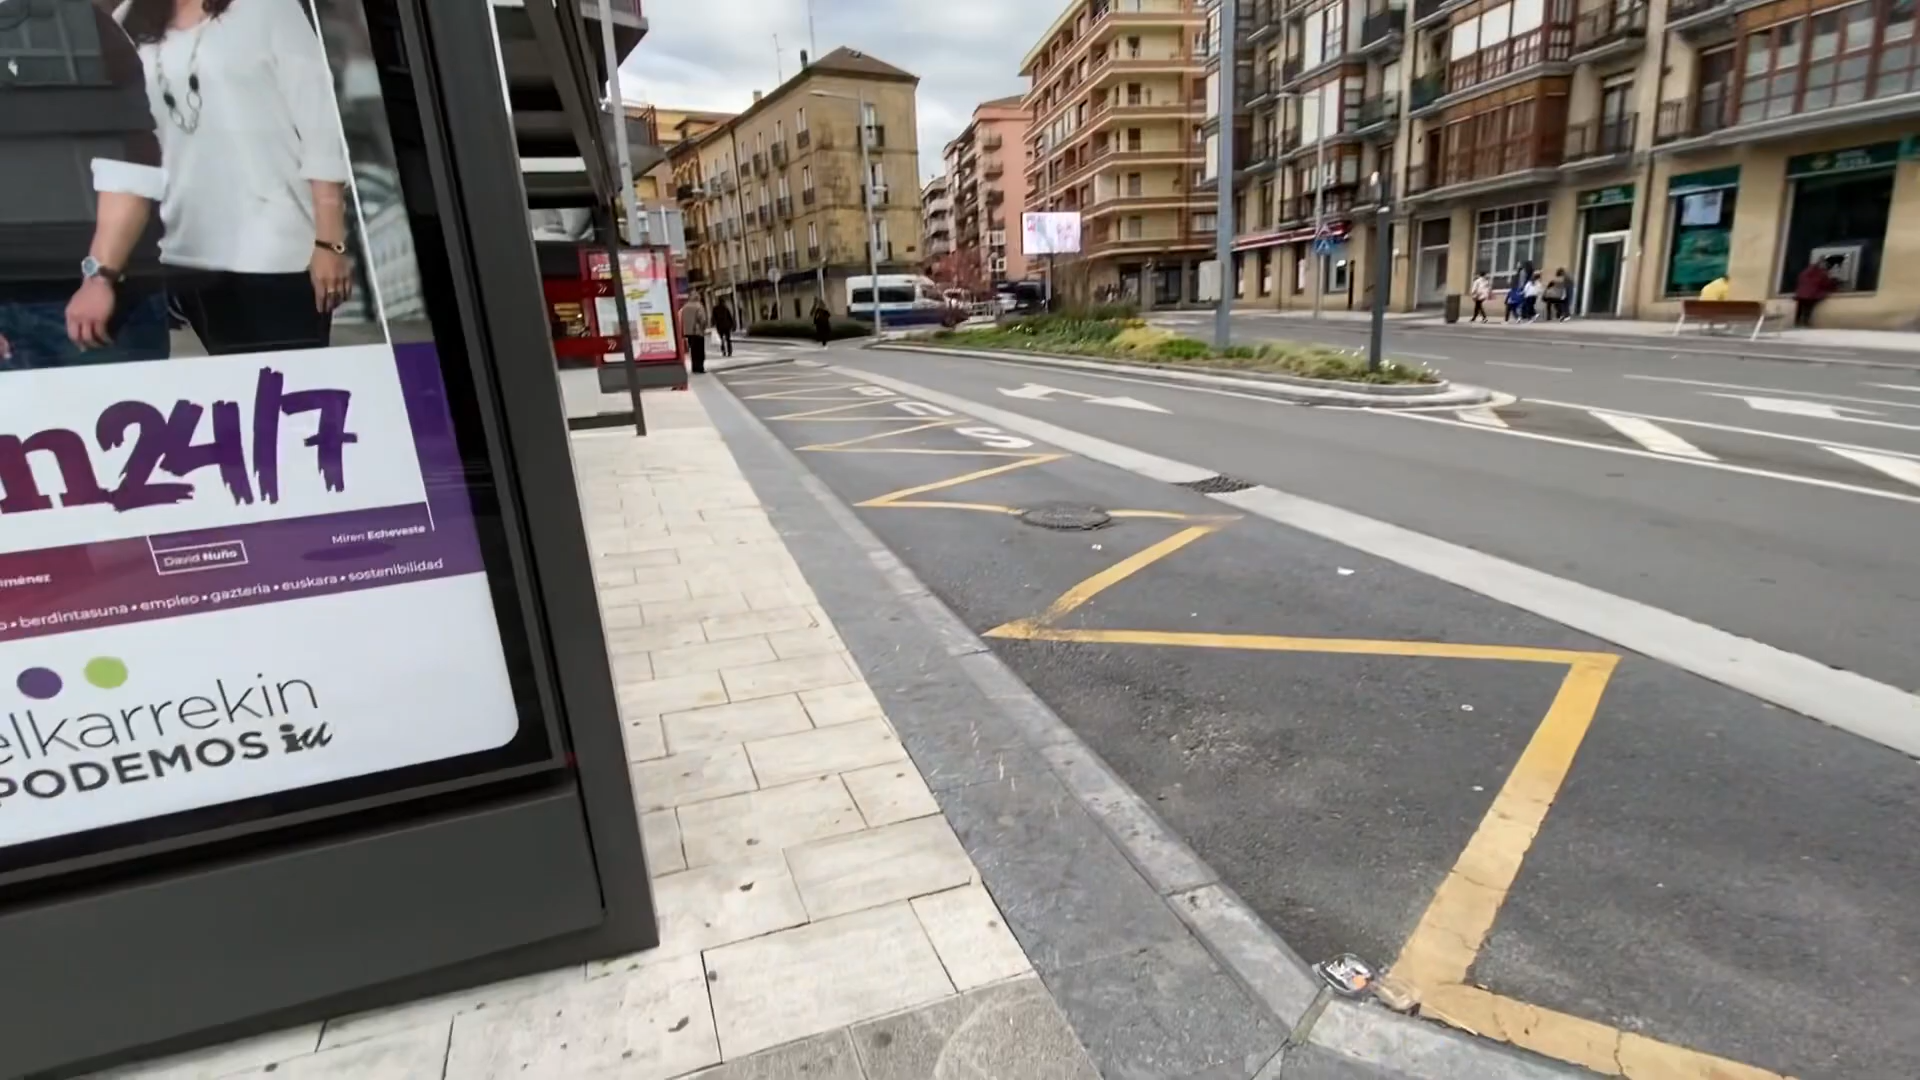 n24/7
iménez
David Nuño
Miren Echeveste
berdintasuna • empleo • gazteria • euskara • sostenibilidad
elkarrekin
PODEMOS iu
BUS